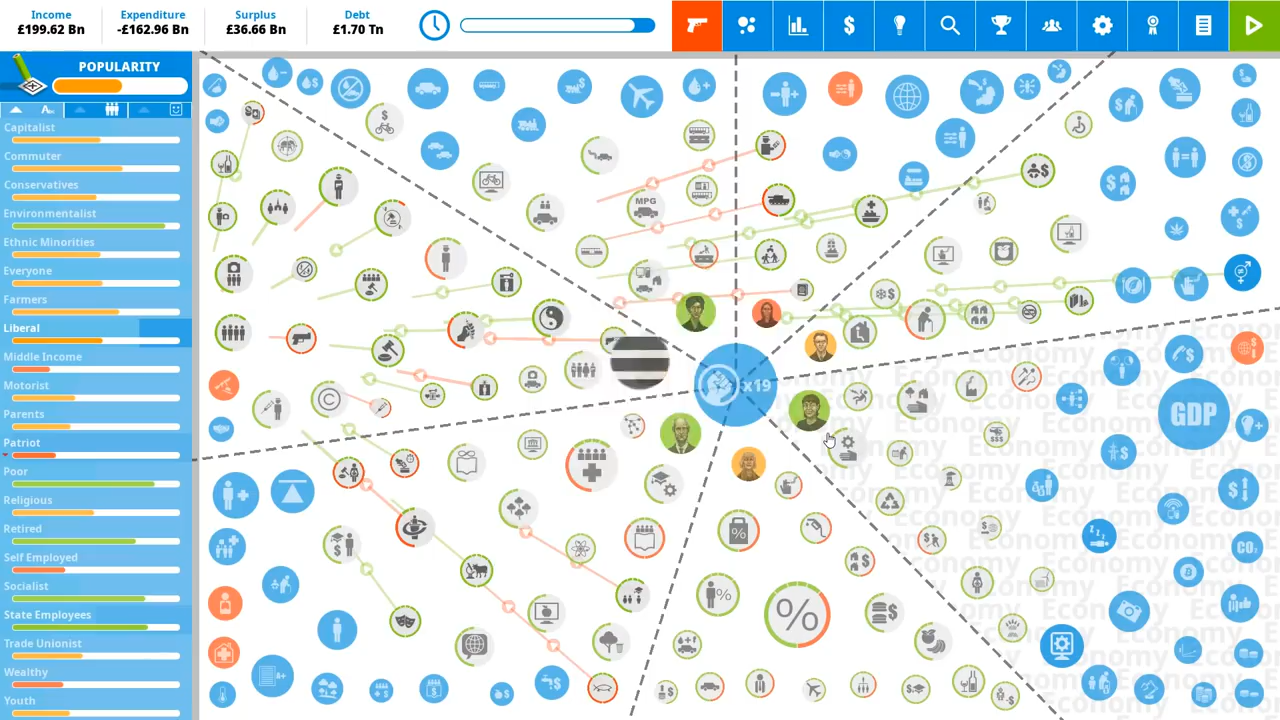 Income
£199.62 Bn
Expenditure
-£162.96 Bn
Surplus
£36.66 Bn
Debt
£1.70 Tn
POPULARITY
Capitalist
Commuter
Conservatives
Environmentalist
Ethnic Minorities
Everyone
Farmers
Liberal
Middle Income
Motorist
Parents
Patriot
Poor
Religious
Retired
Self Employed
Socialist
State Employees
Trade Unionist
Wealthy
Youth
MPG
x19
GDP
CO2
Economy